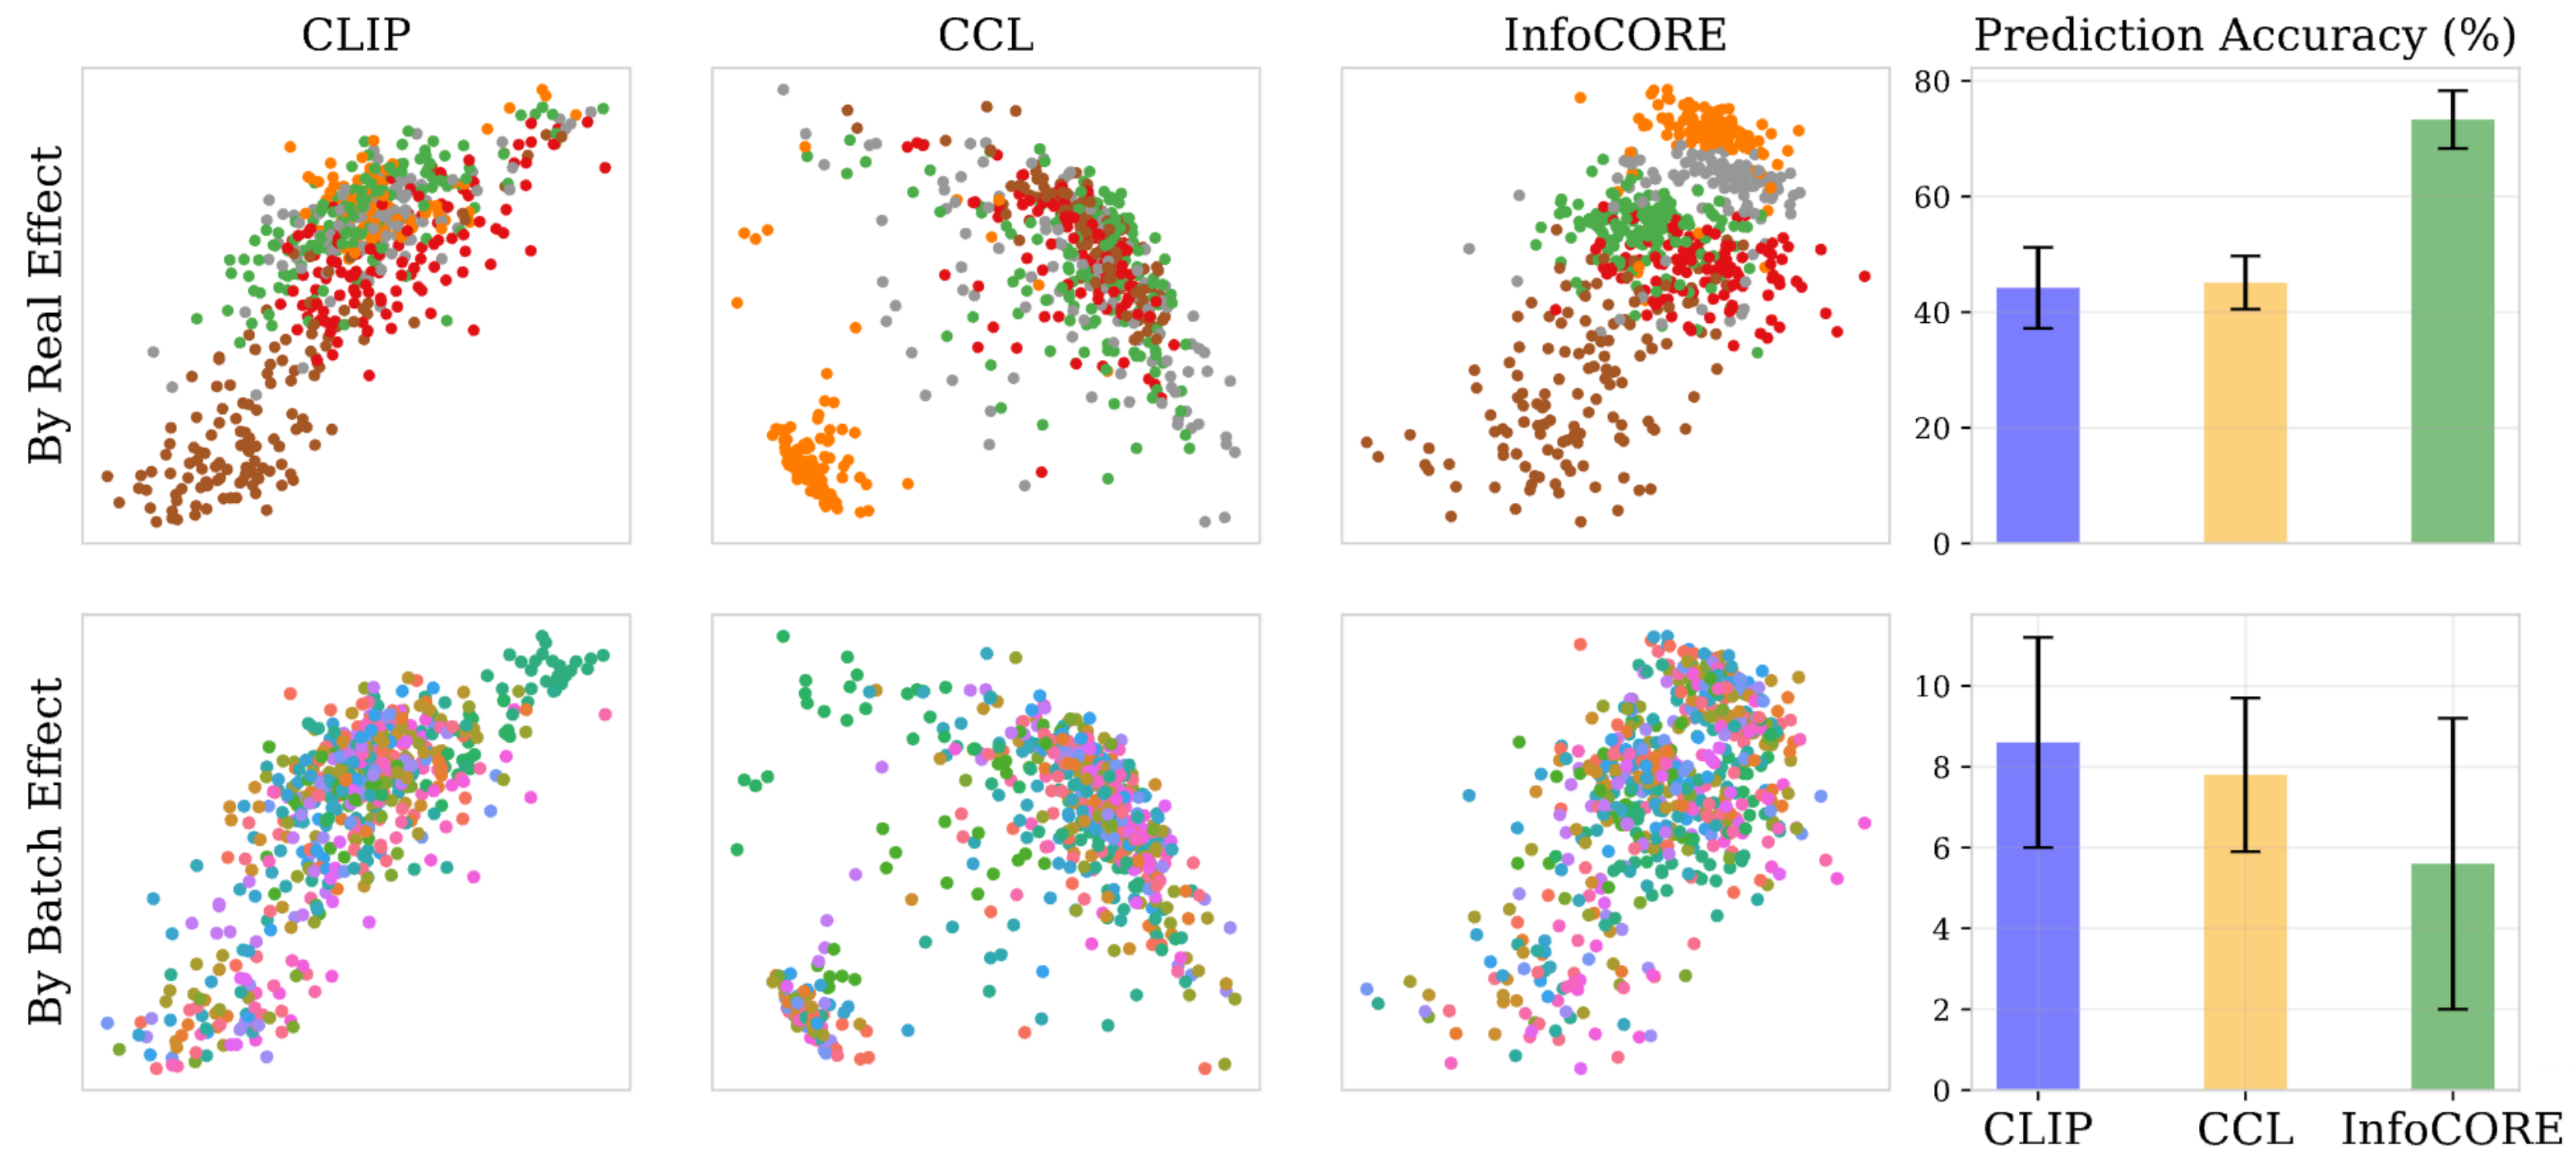 CLIP
CCL
InfoCORE
Prediction Accuracy (%)
By Real Effect
80
60
40
20
0
By Batch Effect
10
8
6
4
2
0
CLIP
CCL
InfoCORE